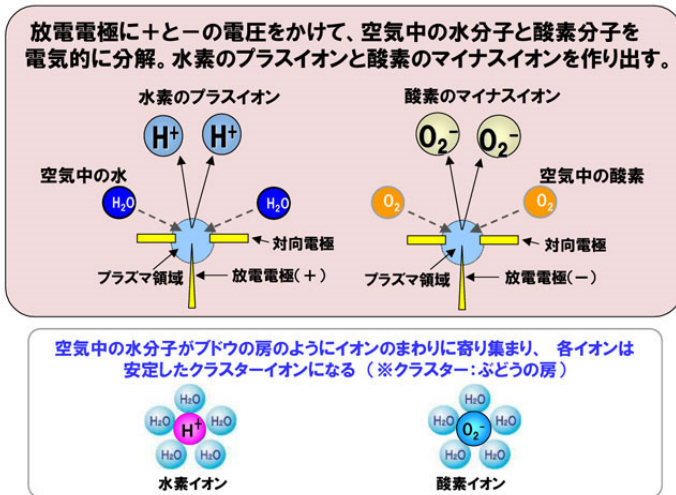 放電電極に＋とーの電圧をかけて、空気中の水分子と酸素分子を
電気的に分解。水素のプラスイオンと酸素のマイナスイオンを作り出す。
水素のプラスイオン
H⁺ H⁺
空気中の水
H₂O H₂O
対向電極
プラズマ領域
放電電極(＋)
酸素のマイナスイオン
O₂⁻ O₂⁻
空気中の酸素
O₂ O₂
対向電極
プラズマ領域
放電電極(－)
空気中の水分子がブドウの房のようにイオンのまわりに寄り集まり、 各イオンは
安定したクラスターイオンになる （※クラスター：ぶどうの房）
H₂O
H₂O H⁺ H₂O
H₂O H₂O
水素イオン
H₂O
H₂O O₂⁻ H₂O
H₂O H₂O
酸素イオン